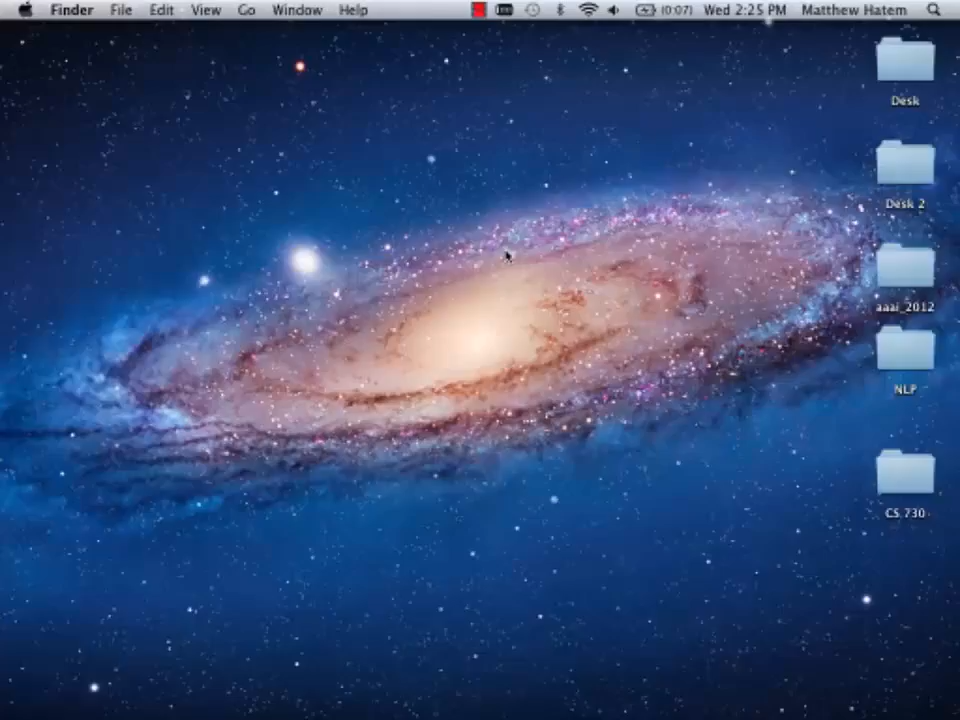 Finder File Edit View Go Window Help (0:07) Wed 2:25 PM Matthew Hatem
Desk
Desk 2
aaai_2012
NLP
CS 730